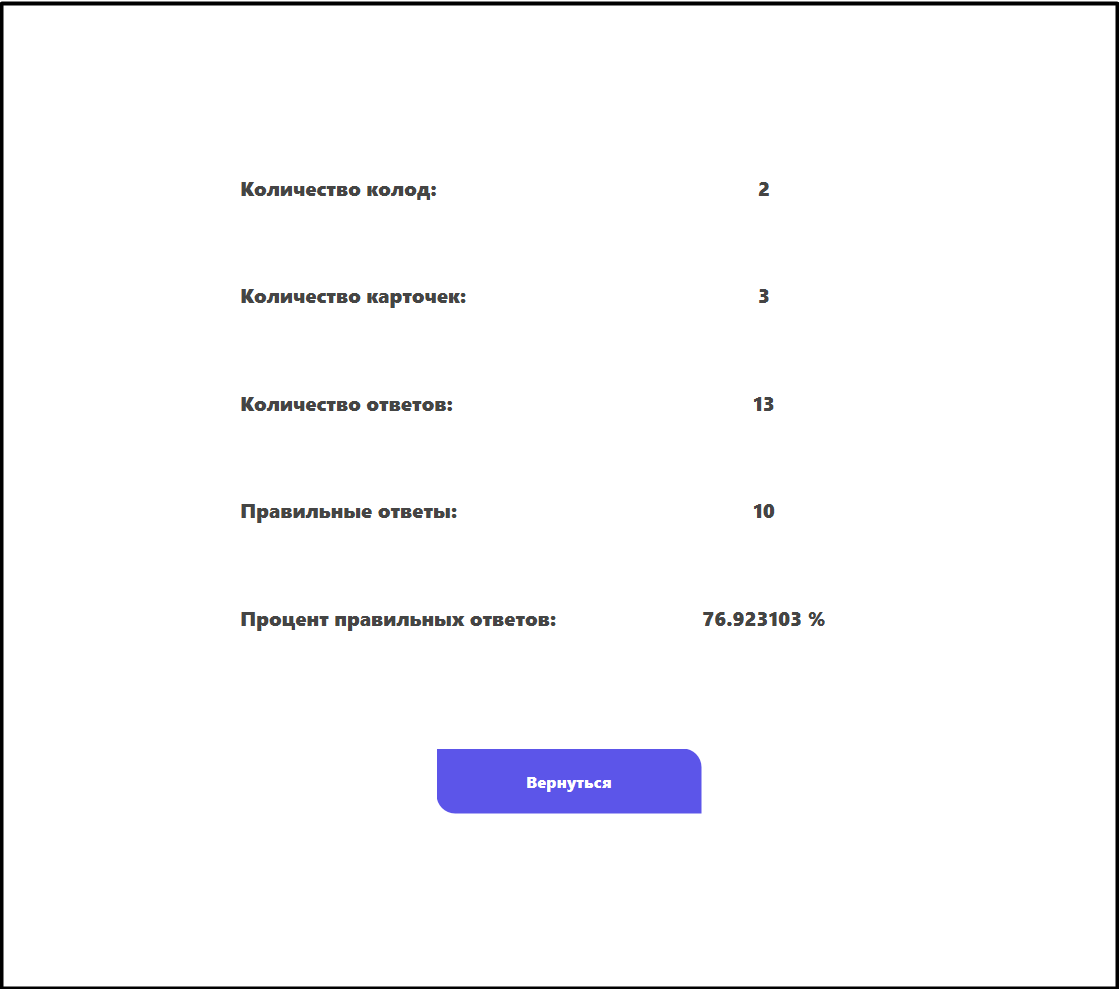 Количество колод: 2
Количество карточек: 3
Количество ответов: 13
Правильные ответы: 10
Процент правильных ответов: 76.923103 %
Вернуться